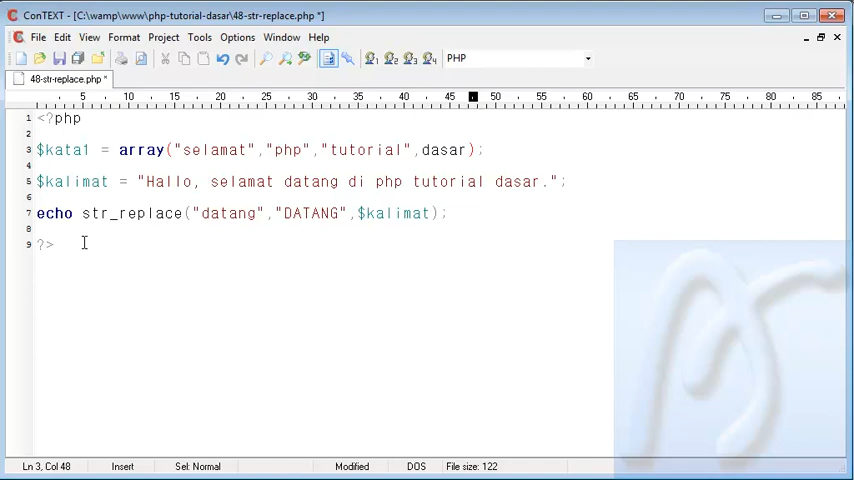 ConTEXT - [C:\wamp\www\php-tutorial-dasar\48-str-replace.php *]
File Edit View Format Project Tools Options Window Help
1 2 3 4 PHP
48-str-replace.php *
5 10 15 20 25 30 35 40 45 50 55 60 65 70 75 80 85
1 <?php
2
3 $kata1 = array("selamat","php","tutorial",dasar);
4
5 $kalimat = "Hallo, selamat datang di php tutorial dasar.";
6
7 echo str_replace("datang","DATANG",$kalimat);
8
9 ?>
Ln 3, Col 48 Insert Sel: Normal Modified DOS File size: 122